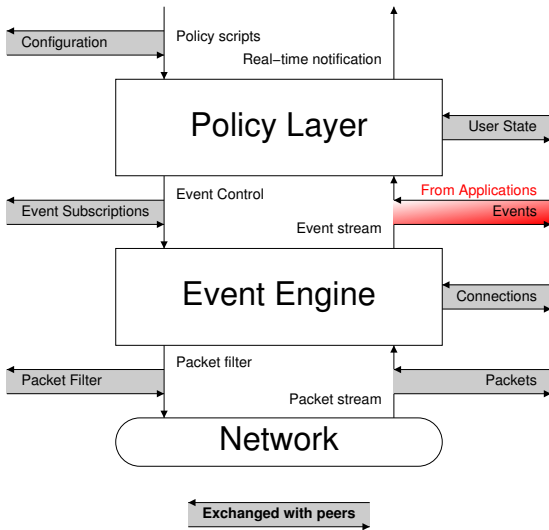 Policy scripts
Configuration
Real−time notification
Policy Layer
User State
From Applications
Event Control
Event Subscriptions
Events
Event stream
Event Engine
Connections
Packet filter
Packet Filter
Packets
Packet stream
Network
Exchanged with peers